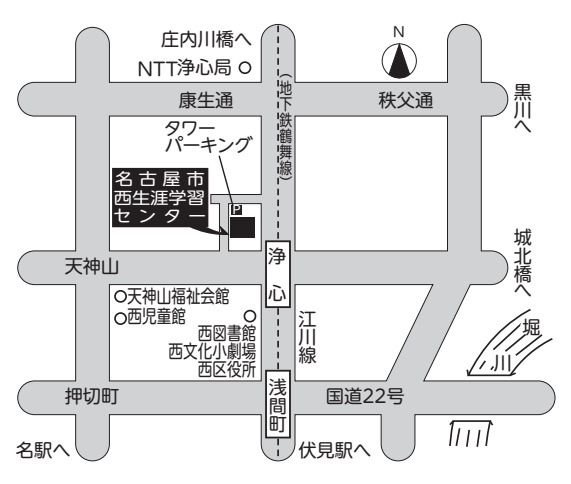 庄内川橋へ
N
NTT浄心局
康生通
(地下鉄鶴舞線)
秩父通
黒川へ
タワー
パーキング
名古屋市
西生涯学習
センター
P
天神山
浄心
城北橋へ
天神山福祉会館
西児童館
西図書館
西文化小劇場
西区役所
江川線
堀
川
押切町
浅間町
国道22号
名駅へ
伏見駅へ